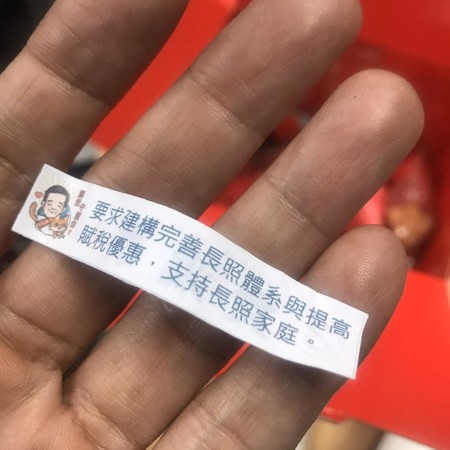 要求建構完善長照體系與提高
賦稅優惠，支持長照家庭。